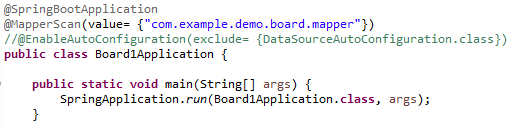 @SpringBootApplication
@MapperScan(value= {"com.example.demo.board.mapper"})
//@EnableAutoConfiguration(exclude= {DataSourceAutoConfiguration.class})
public class Board1Application {
public static void main(String[] args) {
SpringApplication.run(Board1Application.class, args);
}